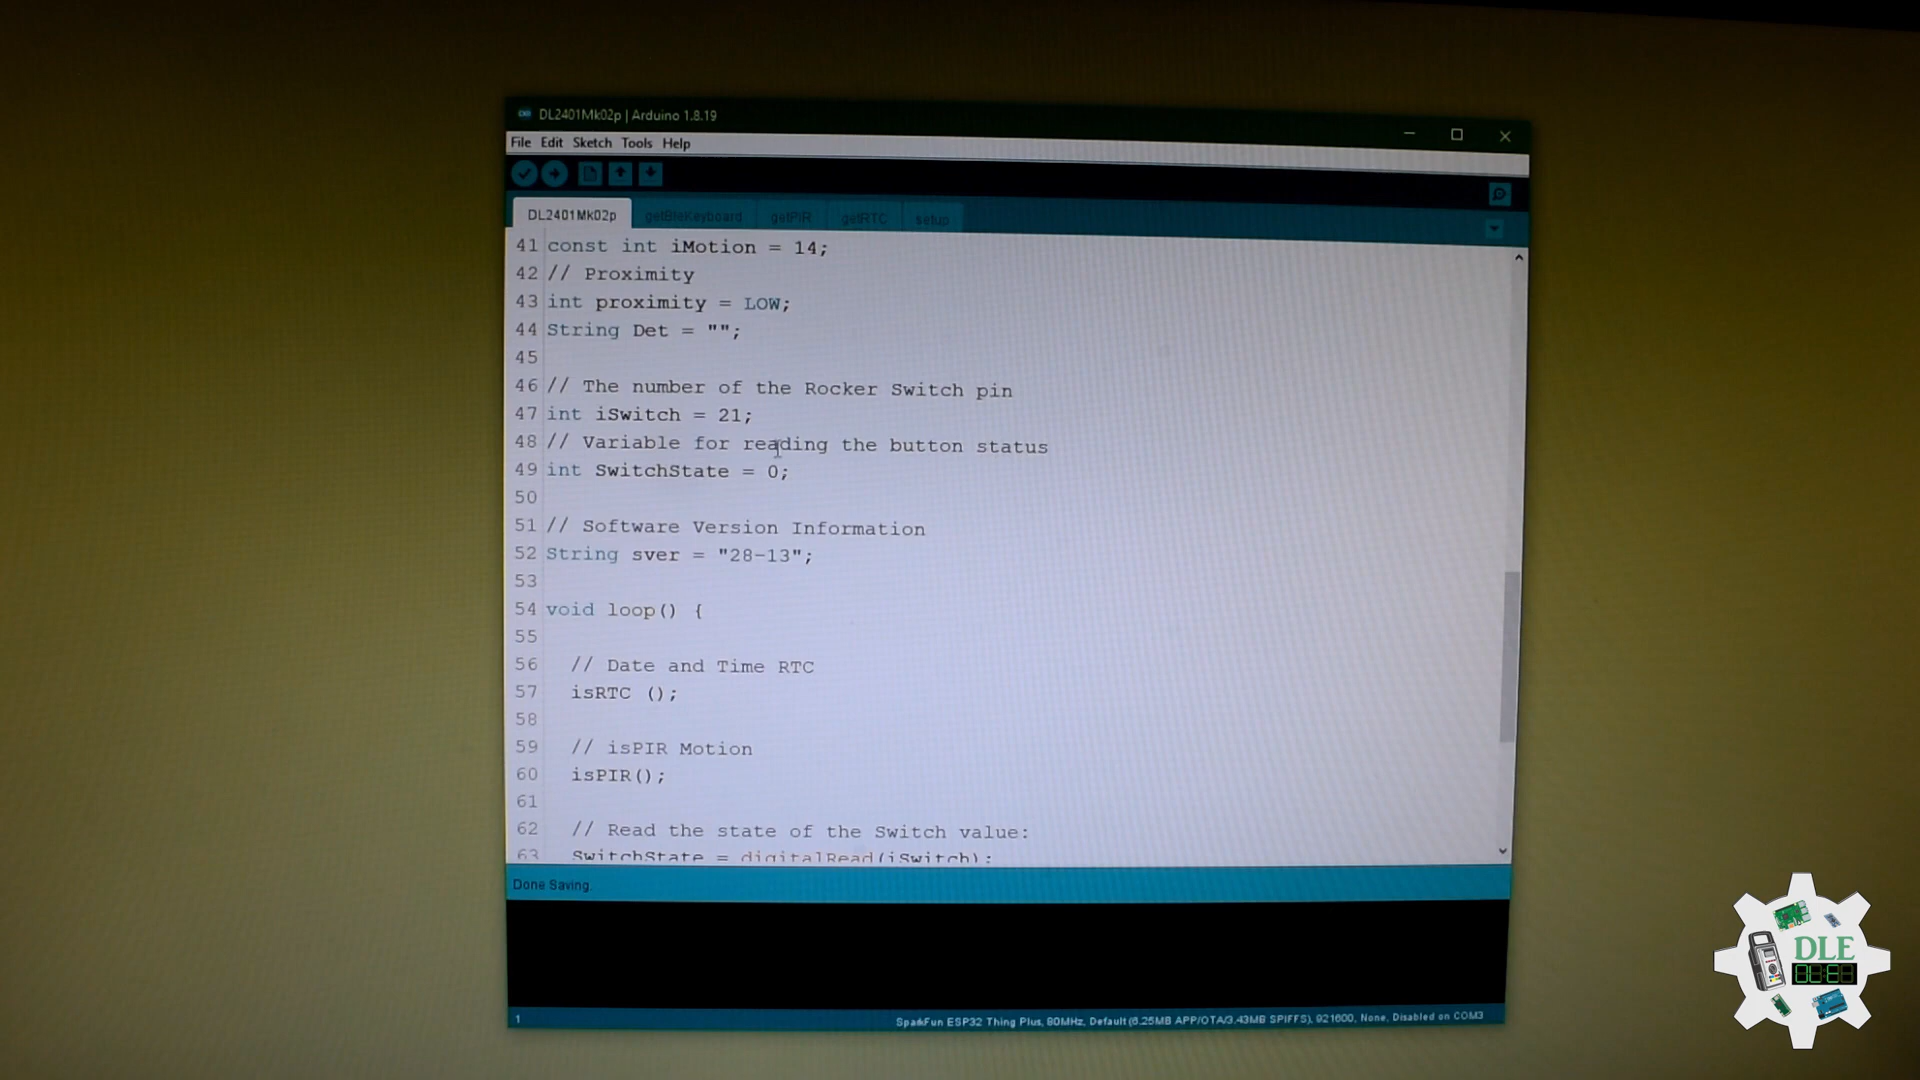 DL2401Mk02p | Arduino 1.8.19
File Edit Sketch Tools Help
DL2401Mk02p getBleKeyboard getPIR getRTC setup
41 const int iMotion = 14;
42 // Proximity
43 int proximity = LOW;
44 String Det = "";
45
46 // The number of the Rocker Switch pin
47 int iSwitch = 21;
48 // Variable for reading the button status
49 int SwitchState = 0;
50
51 // Software Version Information
52 String sver = "28-13";
53
54 void loop() {
55
56 // Date and Time RTC
57 isRTC ();
58
59 // isPIR Motion
60 isPIR();
61
62 // Read the state of the Switch value:
63 SwitchState = digitalRead(iSwitch);
Done Saving.
1 SparkFun ESP32 Thing Plus, 80MHz, Default (6.25MB APP/OTA/3.43MB SPIFFS), 921600, None, Disabled on COM3
DLE
DLE